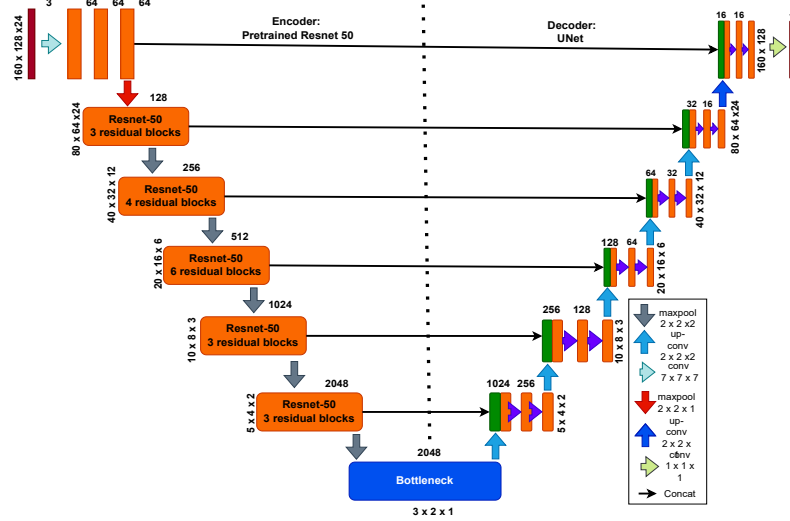 3
64
64
64
Encoder:
Pretrained Resnet 50
Decoder:
UNet
16
16
160 x 128 x24
160 x 128
128
Resnet-50
3 residual blocks
80 x 64 x24
32
16
80 x 64 x24
256
Resnet-50
4 residual blocks
40 x 32 x 12
64
32
40 x 32 x 12
512
Resnet-50
6 residual blocks
20 x 16 x 6
128
64
20 x 16 x 6
1024
Resnet-50
3 residual blocks
10 x 8 x 3
256
128
10 x 8 x 3
2048
Resnet-50
3 residual blocks
5 x 4 x 2
1024
256
5 x 4 x 2
2048
Bottleneck
3 x 2 x 1
maxpool
2 x 2 x2
up-
conv
2 x 2 x2
conv
7 x 7 x 7
maxpool
2 x 2 x 1
up-
conv
2 x 2 x
conv
1 x 1 x
1
Concat